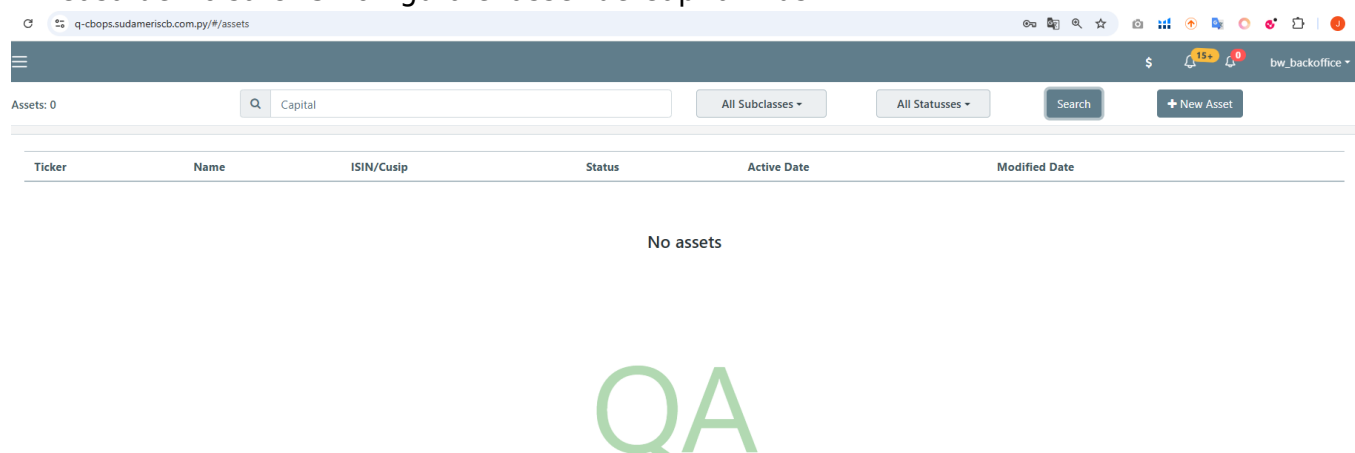 q-cbops.sudameriscb.com.py/#/assets
$ 15+ 0 bw_backoffice
Assets: 0 Capital All Subclasses All Statusses Search + New Asset
Ticker Name ISIN/Cusip Status Active Date Modified Date
No assets
QA